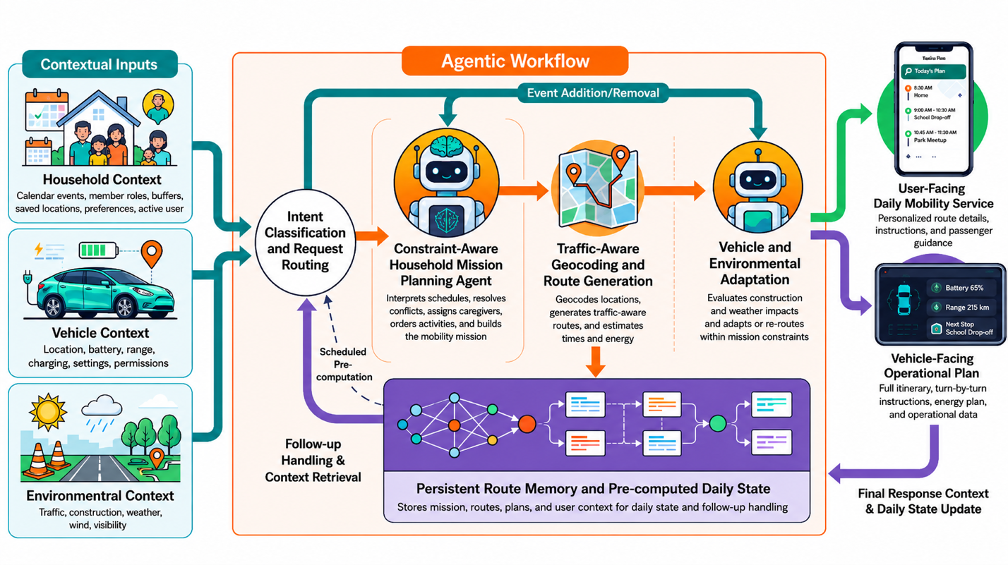 Contextual Inputs
Household Context
Calendar events, member roles, buffers,
saved locations, preferences, active user
Vehicle Context
Location, battery, range,
charging, settings, permissions
Environmentral Context
Traffic, construction, weather,
wind, visibility
Agentic Workflow
Event Addition/Removal
Intent
Classification
and Request
Routing
Constraint-Aware
Household Mission
Planning Agent
Interprets schedules, resolves
conflicts, assigns caregivers,
orders activities, and builds
the mobility mission
Traffic-Aware
Geocoding and
Route Generation
Geocodes locations,
generates traffic-aware
routes, and estimates
times and energy
Vehicle and
Environmental
Adaptation
Evaluates construction
and weather impacts
and adapts or re-routes
within mission constraints
Scheduled
Pre-
computation
Follow-up
Handling &
Context Retrieval
Persistent Route Memory and Pre-computed Daily State
Stores mission, routes, plans, and user context for daily state and follow-up handling
Today's Plan
8:30 AM
Home
9:00 AM - 10:30 AM
School Drop-off
10:45 AM - 11:30 AM
Park Meetup
User-Facing
Daily Mobility Service
Personalized route details,
instructions, and passenger
guidance
Battery 65%
Range 215 km
Next Stop
School Drop-off
Vehicle-Facing
Operational Plan
Full itinerary, turn-by-turn
instructions, energy plan,
and operational data
Final Response Context
& Daily State Update